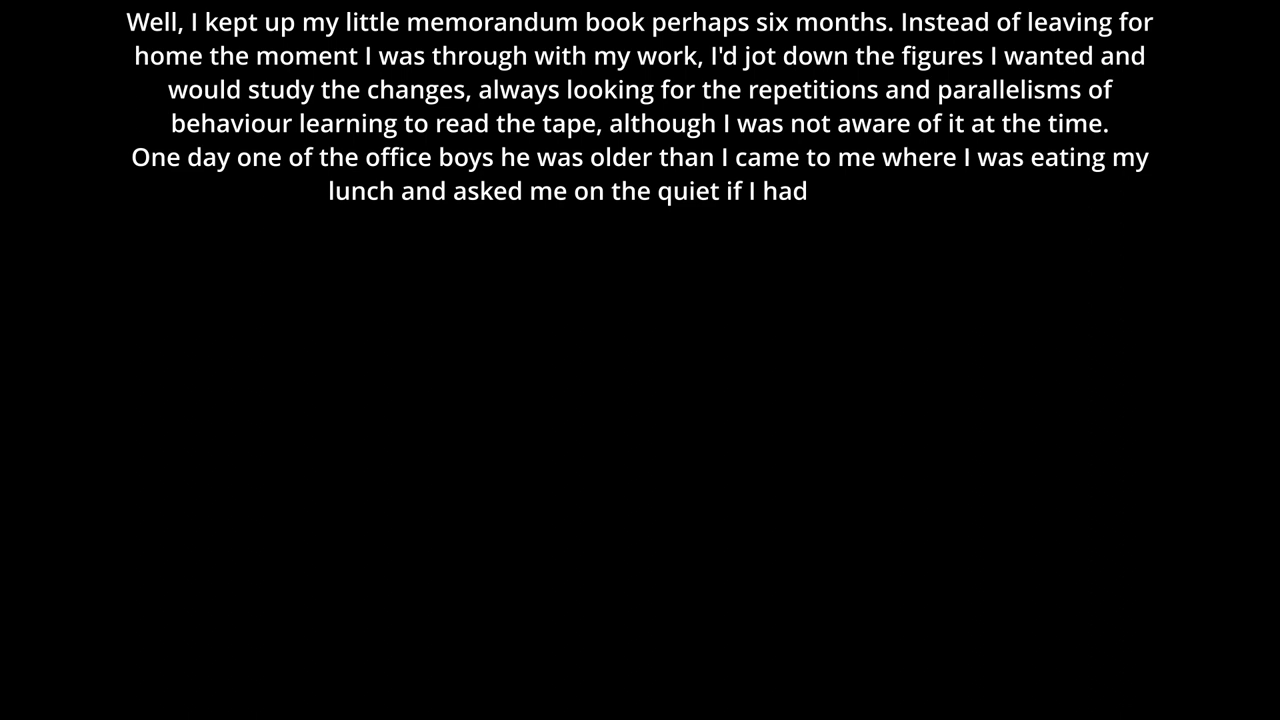 Well, I kept up my little memorandum book perhaps six months. Instead of leaving for
home the moment I was through with my work, I'd jot down the figures I wanted and
would study the changes, always looking for the repetitions and parallelisms of
behaviour learning to read the tape, although I was not aware of it at the time.
One day one of the office boys he was older than I came to me where I was eating my
lunch and asked me on the quiet if I had